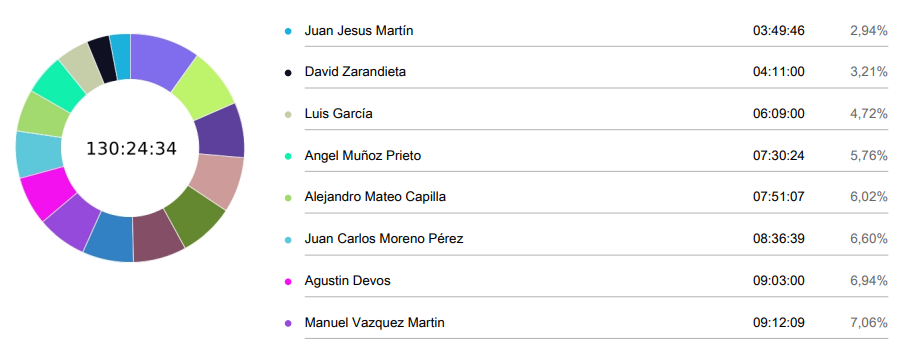 130:24:34
Juan Jesus Martín 03:49:46 2,94%
David Zarandieta 04:11:00 3,21%
Luis García 06:09:00 4,72%
Angel Muñoz Prieto 07:30:24 5,76%
Alejandro Mateo Capilla 07:51:07 6,02%
Juan Carlos Moreno Pérez 08:36:39 6,60%
Agustin Devos 09:03:00 6,94%
Manuel Vazquez Martin 09:12:09 7,06%